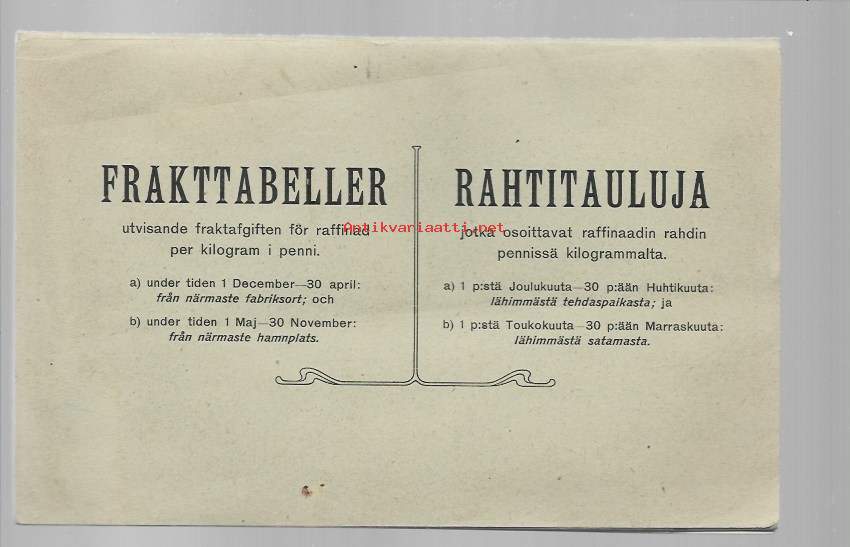 FRAKTTABELLER
utvisande fraktafgiften för raffinad
per kilogram i penni.
a) under tiden 1 December—30 april:
från närmaste fabriksort; och
b) under tiden 1 Maj—30 November:
från närmaste hamnplats.
RAHTITAULUJA
jotka osoittavat raffinaadin rahdin
pennissä kilogrammalta.
a) 1 p:stä Joulukuuta—30 p:ään Huhtikuuta:
lähimmästä tehdaspaikasta; ja
b) 1 p:stä Toukokuuta—30 p:ään Marraskuuta:
lähimmästä satamasta.
Antikvariaatti.net